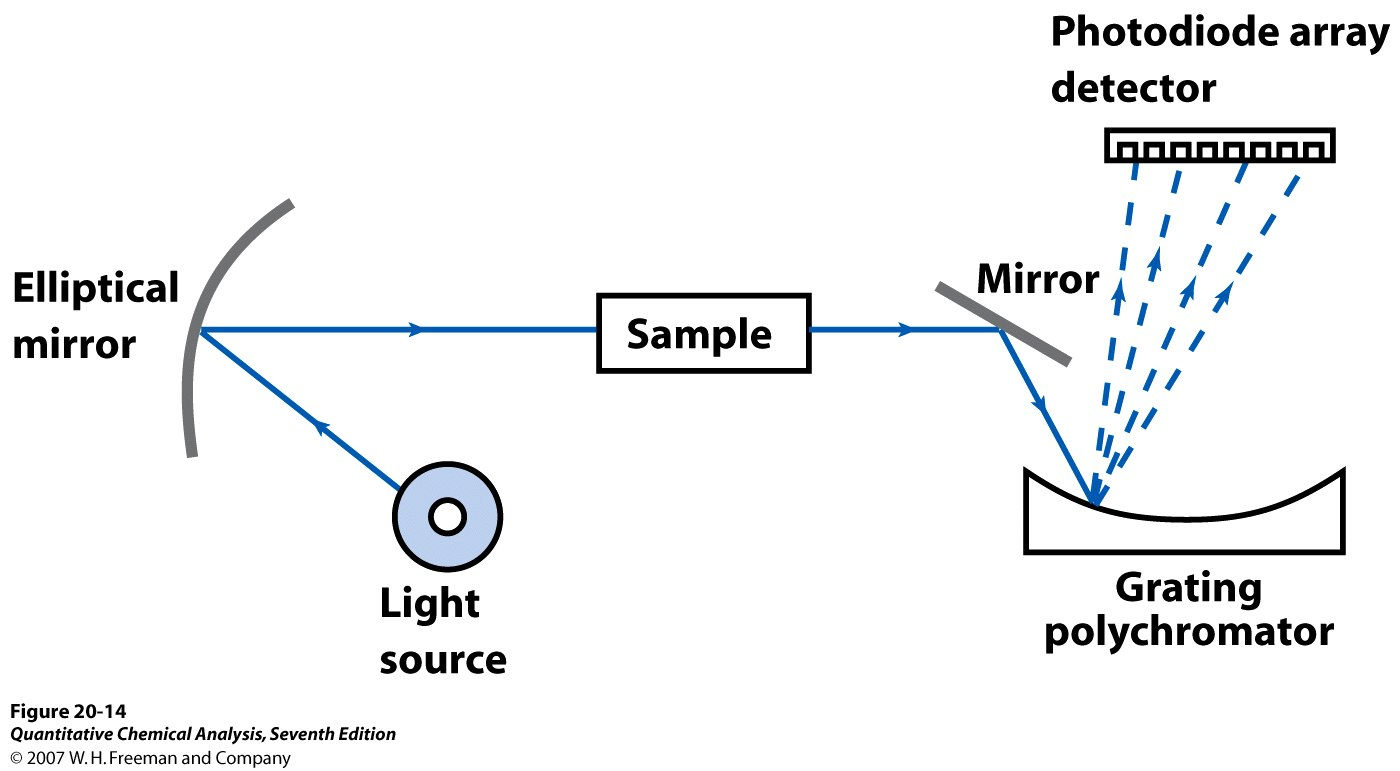 Photodiode array
detector
Elliptical
mirror
Sample
Mirror
Light
source
Grating
polychromator
Figure 20-14
Quantitative Chemical Analysis, Seventh Edition
© 2007 W. H. Freeman and Company